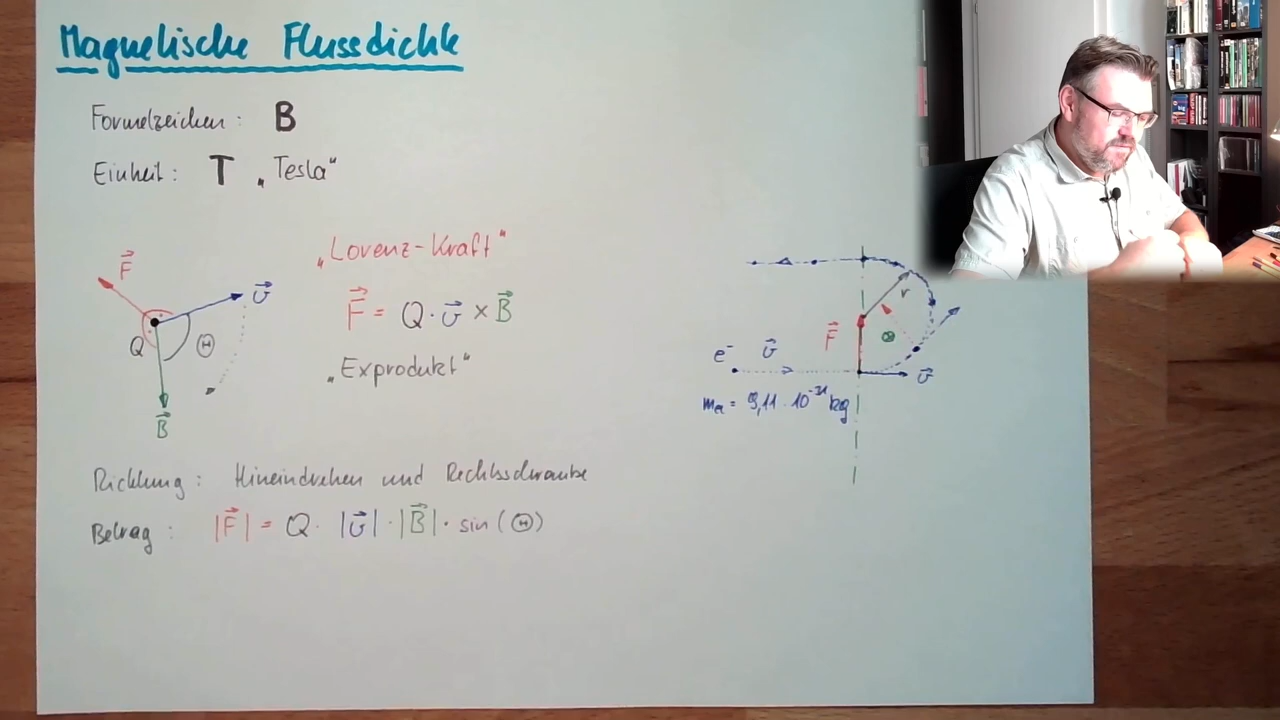 Magnetische Flussdichte
Formelzeichen: B
Einheit: T „Tesla“
„Lorenz-Kraft“
F⃗ = Q · v⃗ × B⃗
„Exprodukt“
F⃗
v⃗
Q
Θ
B⃗
Richtung: Hineindrehen und Rechtsschraube
Betrag: |F⃗| = Q · |v⃗| · |B⃗| · sin(Θ)
r
F⃗
e⁻
v⃗
v⃗
mₑ = 9,11 · 10⁻³¹ kg